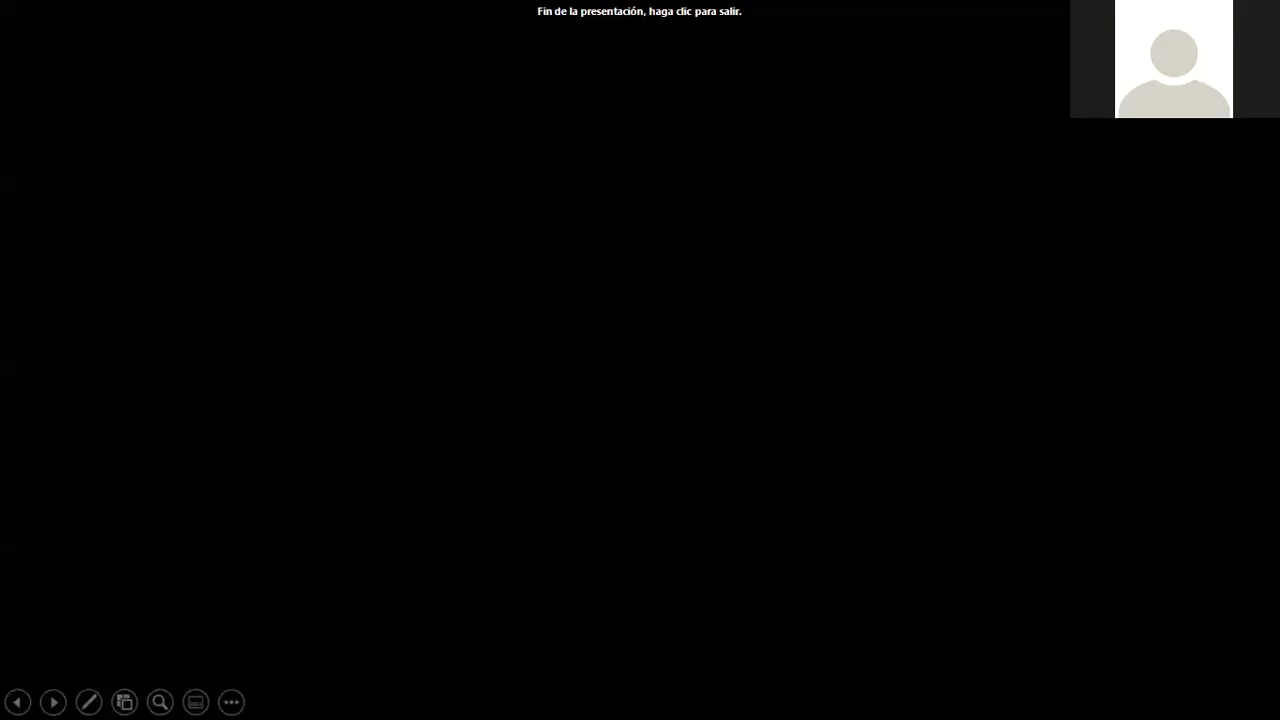 Fin de la presentación, haga clic para salir.